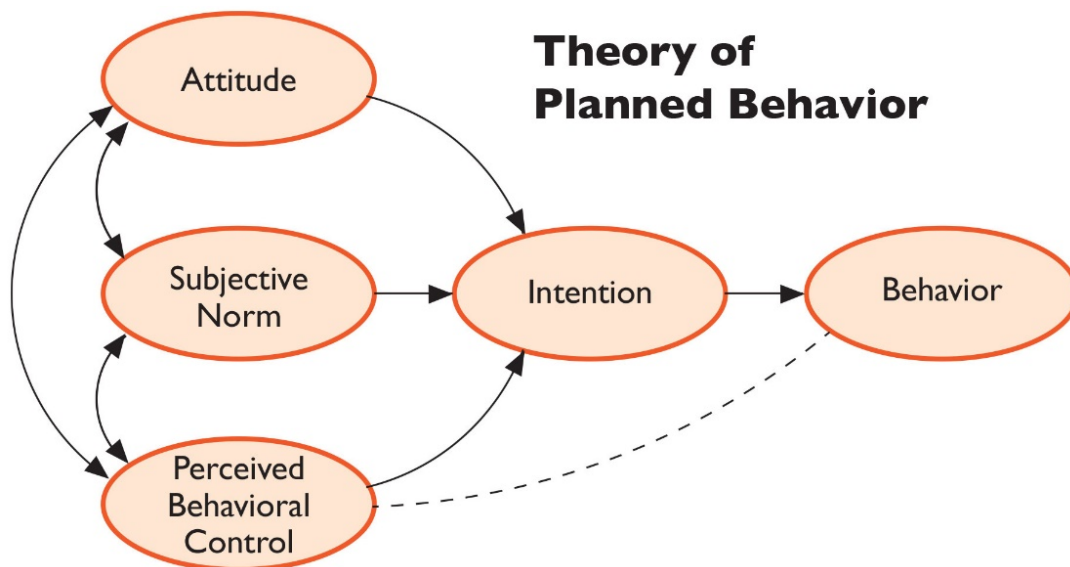 Theory of
Planned Behavior
Attitude
Subjective
Norm
Intention
Behavior
Perceived
Behavioral
Control